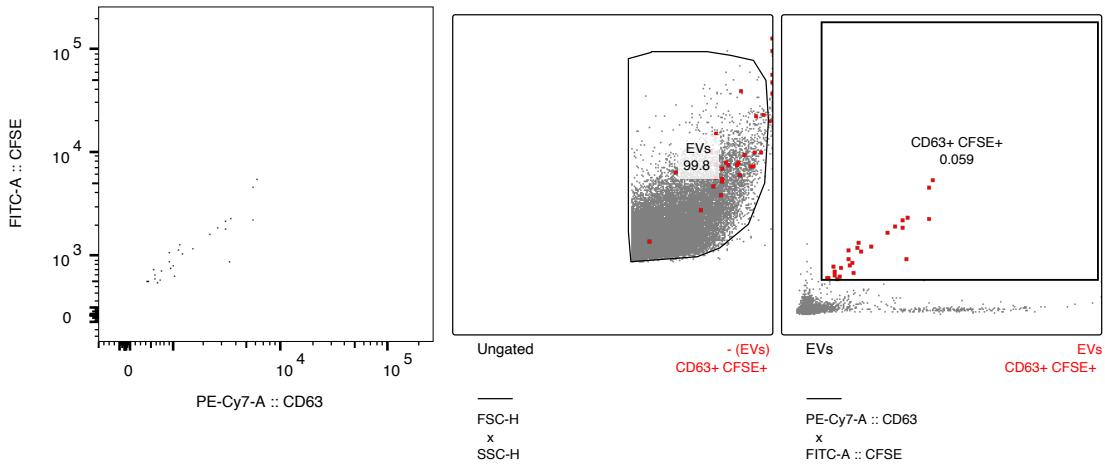 10^5
10^4
10^3
0
FITC-A :: CFSE
0
10^4
10^5
PE-Cy7-A :: CD63
EVs
99.8
Ungated
- (EVs)
CD63+ CFSE+
FSC-H
x
SSC-H
CD63+ CFSE+
0.059
EVs
EVs
CD63+ CFSE+
PE-Cy7-A :: CD63
x
FITC-A :: CFSE